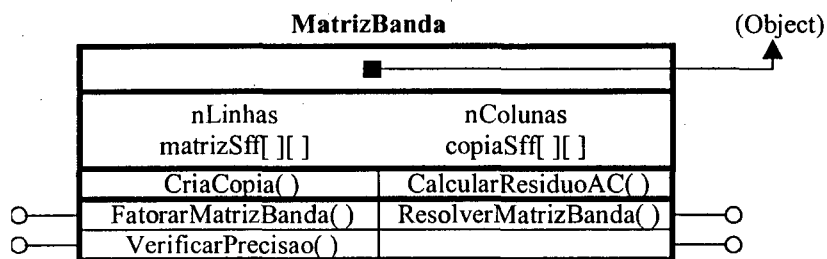 MatrizBanda (Object)
nLinhas nColunas
matrizSff[ ][ ] copiaSff[ ][ ]
CriaCopia( ) CalcularResiduoAC( )
FatorarMatrizBanda( ) ResolverMatrizBanda( )
VerificarPrecisao( )